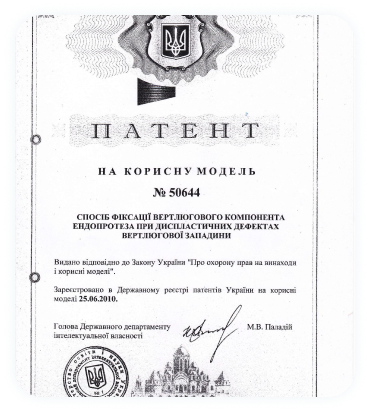 ПАТЕНТ
НА КОРИСНУ МОДЕЛЬ
№ 50644
СПОСІБ ФІКСАЦІЇ ВЕРТЛЮГОВОГО КОМПОНЕНТА
ЕНДОПРОТЕЗА ПРИ ДИСПЛАСТИЧНИХ ДЕФЕКТАХ
ВЕРТЛЮГОВОЇ ЗАПАДИНИ
Видано відповідно до Закону України "Про охорону прав на винаходи
і корисні моделі".
Зареєстровано в Державному реєстрі патентів України на корисні
моделі 25.06.2010.
Голова Державного департаменту
інтелектуальної власності
М.В. Паладій